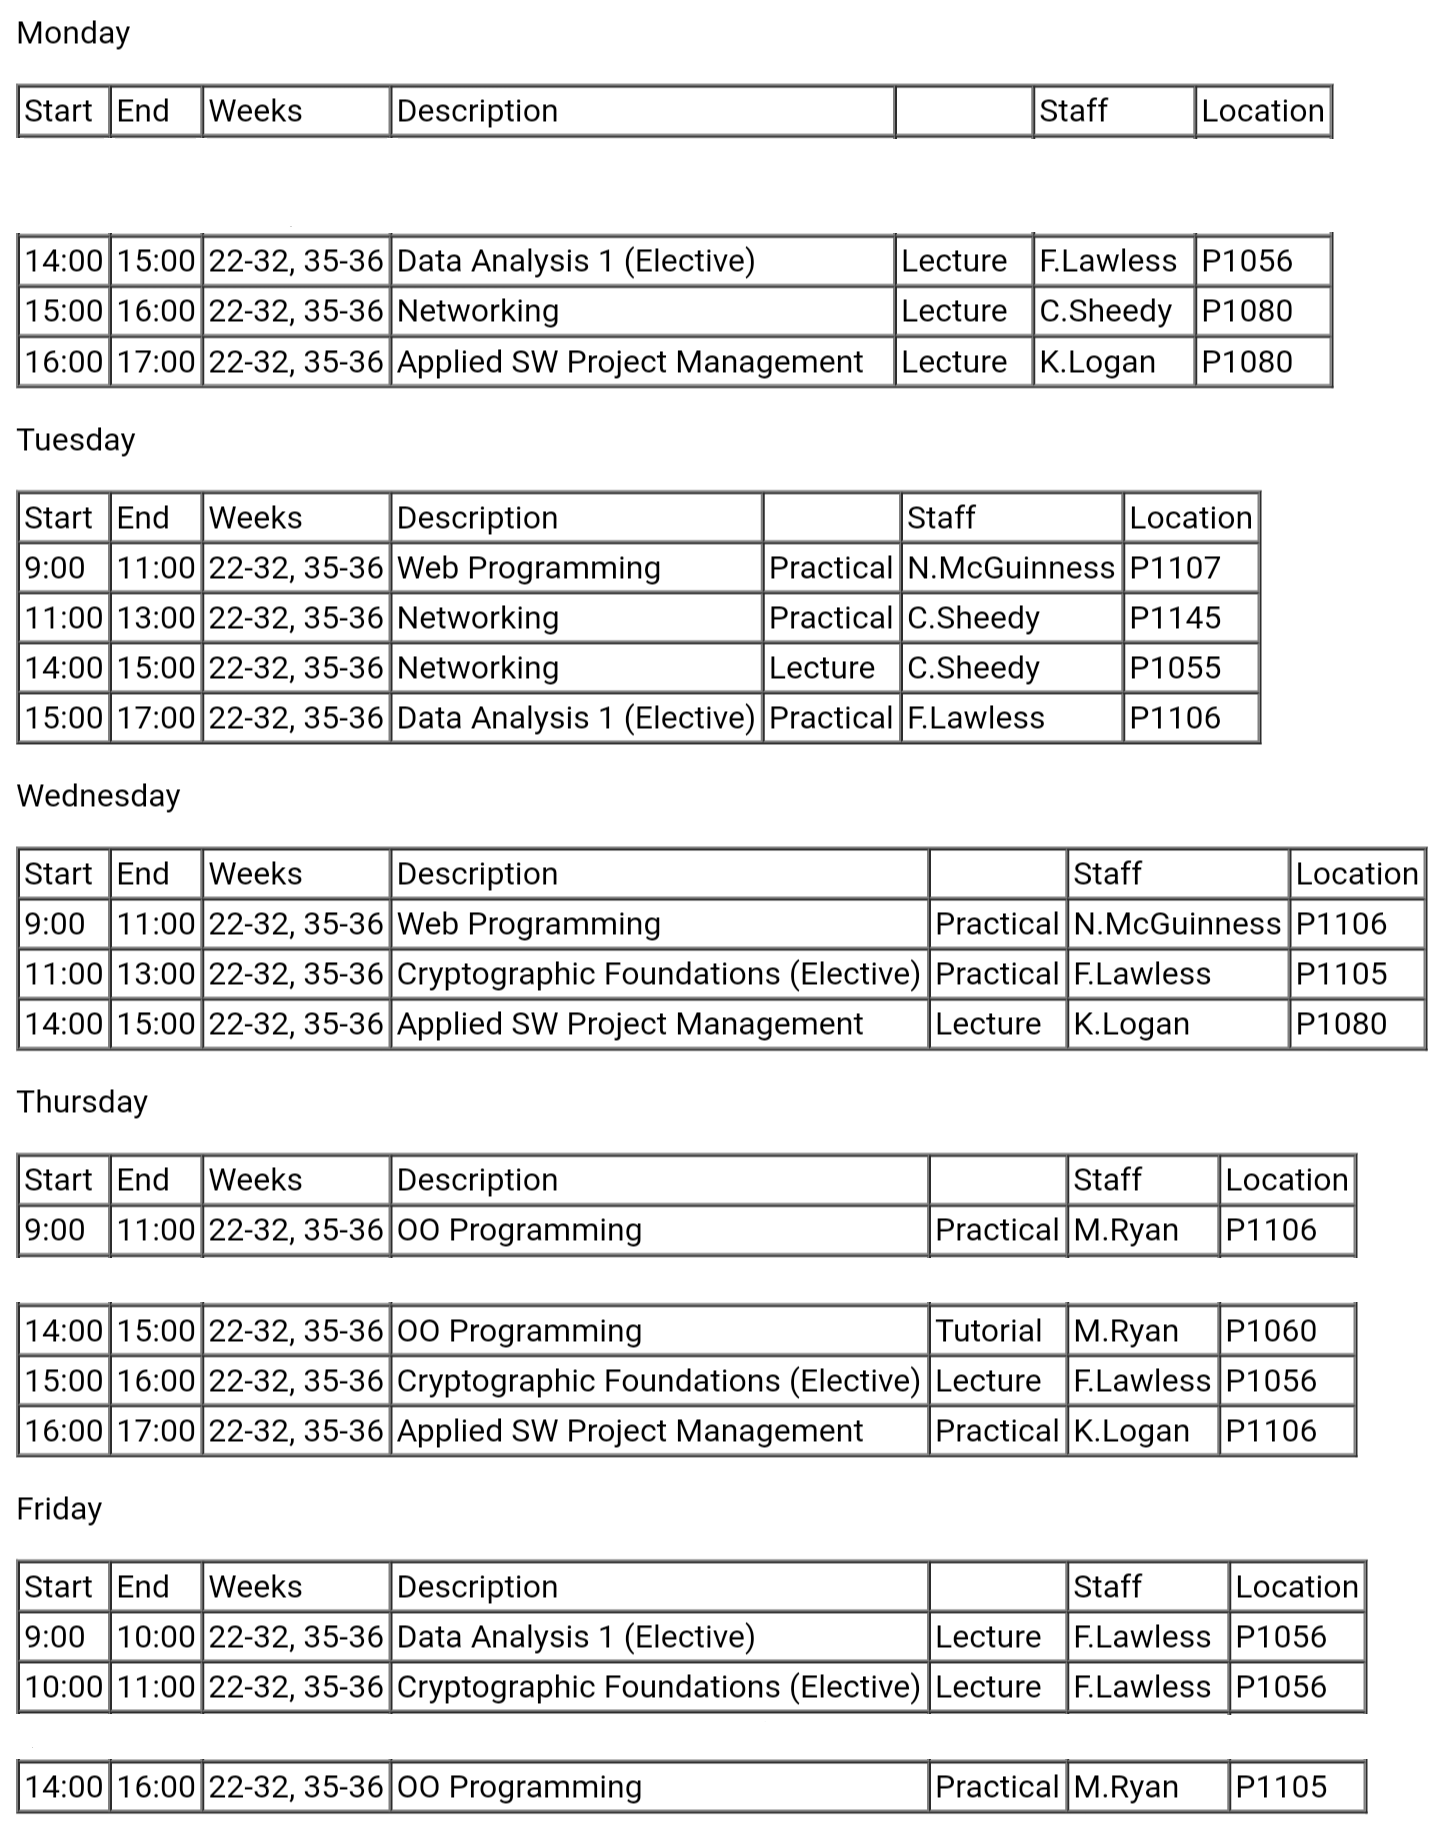 Monday
Start End Weeks Description Staff Location
14:00 15:00 22-32, 35-36 Data Analysis 1 (Elective) Lecture F.Lawless P1056
15:00 16:00 22-32, 35-36 Networking Lecture C.Sheedy P1080
16:00 17:00 22-32, 35-36 Applied SW Project Management Lecture K.Logan P1080
Tuesday
Start End Weeks Description Staff Location
9:00 11:00 22-32, 35-36 Web Programming Practical N.McGuinness P1107
11:00 13:00 22-32, 35-36 Networking Practical C.Sheedy P1145
14:00 15:00 22-32, 35-36 Networking Lecture C.Sheedy P1055
15:00 17:00 22-32, 35-36 Data Analysis 1 (Elective) Practical F.Lawless P1106
Wednesday
Start End Weeks Description Staff Location
9:00 11:00 22-32, 35-36 Web Programming Practical N.McGuinness P1106
11:00 13:00 22-32, 35-36 Cryptographic Foundations (Elective) Practical F.Lawless P1105
14:00 15:00 22-32, 35-36 Applied SW Project Management Lecture K.Logan P1080
Thursday
Start End Weeks Description Staff Location
9:00 11:00 22-32, 35-36 OO Programming Practical M.Ryan P1106
14:00 15:00 22-32, 35-36 OO Programming Tutorial M.Ryan P1060
15:00 16:00 22-32, 35-36 Cryptographic Foundations (Elective) Lecture F.Lawless P1056
16:00 17:00 22-32, 35-36 Applied SW Project Management Practical K.Logan P1106
Friday
Start End Weeks Description Staff Location
9:00 10:00 22-32, 35-36 Data Analysis 1 (Elective) Lecture F.Lawless P1056
10:00 11:00 22-32, 35-36 Cryptographic Foundations (Elective) Lecture F.Lawless P1056
14:00 16:00 22-32, 35-36 OO Programming Practical M.Ryan P1105